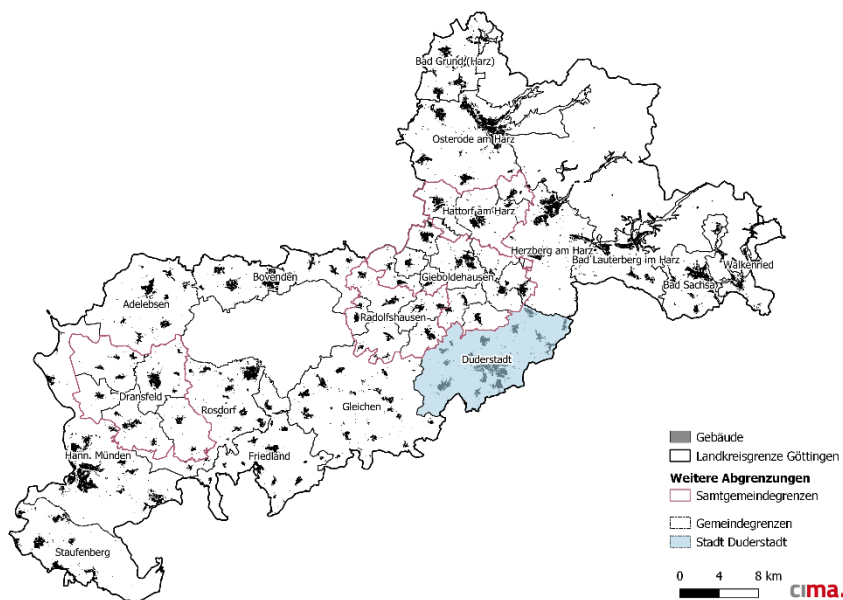 Bad Grund (Harz)
Osterode am Harz
Hattorf am Harz
Herzberg am Harz
Bad Lauterberg im Harz
Walkenried
Bad Sachsa
Bovenden
Gieboldehausen
Adelebsen
Radolfshausen
Duderstadt
Dransfeld
Rosdorf
Gleichen
Hann. Münden
Friedland
Staufenberg
Gebäude
Landkreisgrenze Göttingen
Weitere Abgrenzungen
Samtgemeindegrenzen
Gemeindegrenzen
Stadt Duderstadt
0 4 8 km
cima.